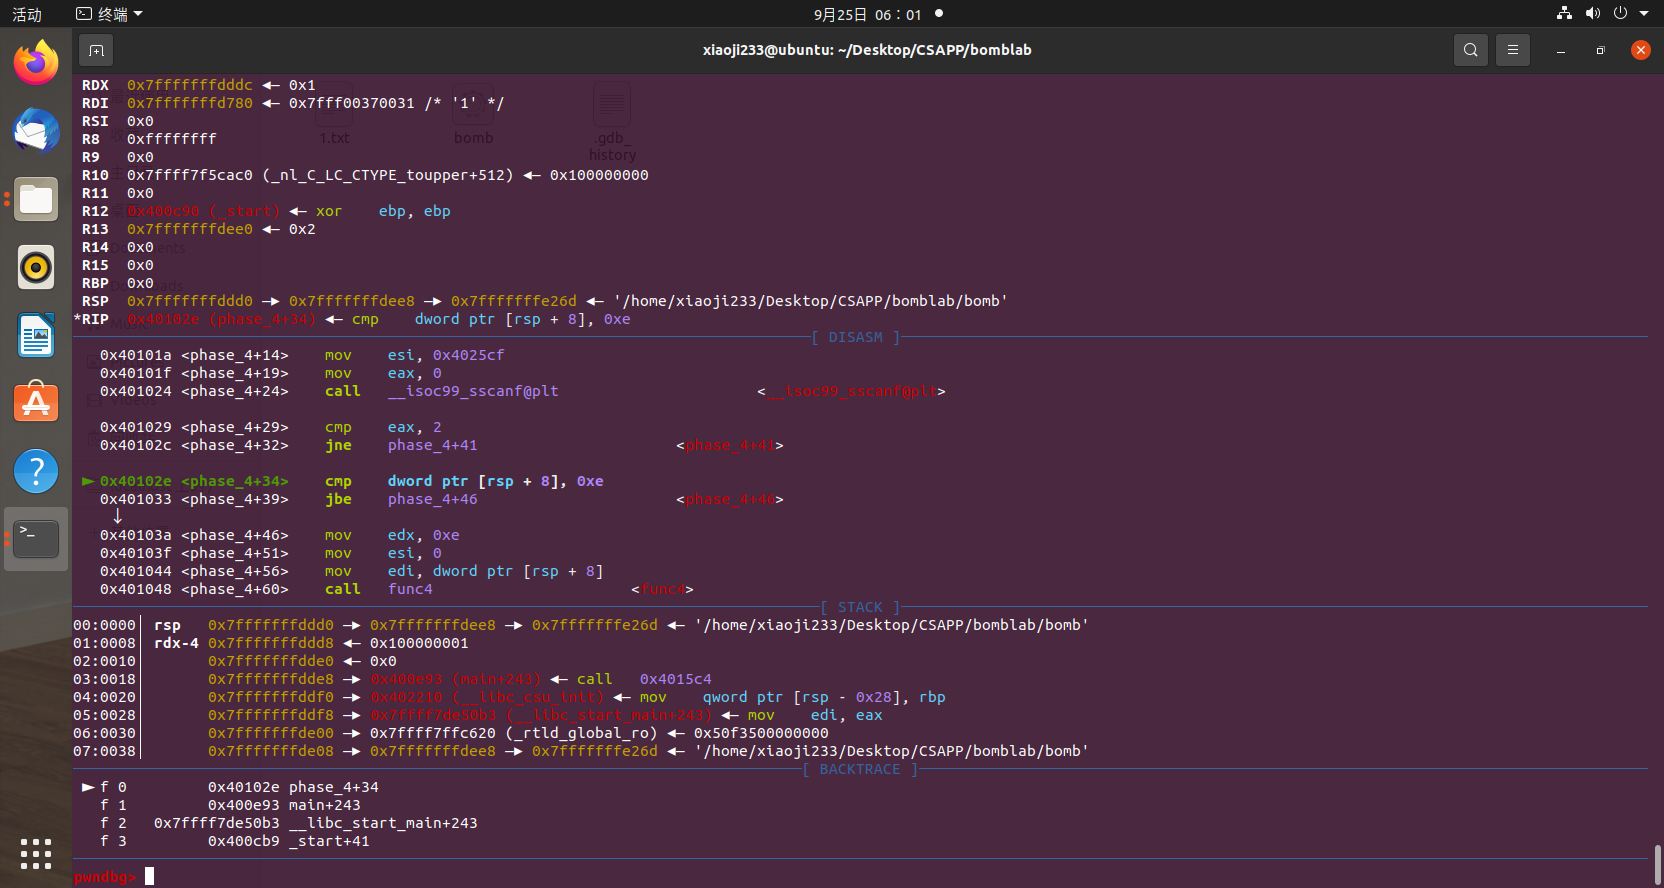 活动 终端 9月25日 06：01
xiaoji233@ubuntu: ~/Desktop/CSAPP/bomblab
RDX 0x7fffffffdddc ◂— 0x1
RDI 0x7fffffffd780 ◂— 0x7fff00370031 /* '1' */
RSI 0x0
R8 0xffffffff
R9 0x0
R10 0x7ffff7f5cac0 (_nl_C_LC_CTYPE_toupper+512) ◂— 0x100000000
R11 0x0
R12 0x400c90 (_start) ◂— xor ebp, ebp
R13 0x7fffffffdee0 ◂— 0x2
R14 0x0
R15 0x0
RBP 0x0
RSP 0x7fffffffddd0 —▸ 0x7fffffffdee8 —▸ 0x7fffffffe26d ◂— '/home/xiaoji233/Desktop/CSAPP/bomblab/bomb'
*RIP 0x40102e (phase_4+34) ◂— cmp dword ptr [rsp + 8], 0xe
1.txt bomb .gdb_
history
Documents
[ DISASM ]
0x40101a <phase_4+14> mov esi, 0x4025cf
0x40101f <phase_4+19> mov eax, 0
0x401024 <phase_4+24> call __isoc99_sscanf@plt <__isoc99_sscanf@plt>
0x401029 <phase_4+29> cmp eax, 2
0x40102c <phase_4+32> jne phase_4+41 <phase_4+41>
► 0x40102e <phase_4+34> cmp dword ptr [rsp + 8], 0xe
0x401033 <phase_4+39> jbe phase_4+46 <phase_4+46>
↓
0x40103a <phase_4+46> mov edx, 0xe
0x40103f <phase_4+51> mov esi, 0
0x401044 <phase_4+56> mov edi, dword ptr [rsp + 8]
0x401048 <phase_4+60> call func4 <func4>
[ STACK ]
00:0000│ rsp 0x7fffffffddd0 —▸ 0x7fffffffdee8 —▸ 0x7fffffffe26d ◂— '/home/xiaoji233/Desktop/CSAPP/bomblab/bomb'
01:0008│ rdx-4 0x7fffffffddd8 ◂— 0x100000001
02:0010│ 0x7fffffffdde0 ◂— 0x0
03:0018│ 0x7fffffffdde8 —▸ 0x400e93 (main+243) ◂— call 0x4015c4
04:0020│ 0x7fffffffddf0 —▸ 0x402210 (__libc_csu_init) ◂— mov qword ptr [rsp - 0x28], rbp
05:0028│ 0x7fffffffddf8 —▸ 0x7ffff7de50b3 (__libc_start_main+243) ◂— mov edi, eax
06:0030│ 0x7fffffffde00 —▸ 0x7ffff7ffc620 (_rtld_global_ro) ◂— 0x50f3500000000
07:0038│ 0x7fffffffde08 —▸ 0x7fffffffdee8 —▸ 0x7fffffffe26d ◂— '/home/xiaoji233/Desktop/CSAPP/bomblab/bomb'
[ BACKTRACE ]
► f 0 0x40102e phase_4+34
f 1 0x400e93 main+243
f 2 0x7ffff7de50b3 __libc_start_main+243
f 3 0x400cb9 _start+41
pwndbg>